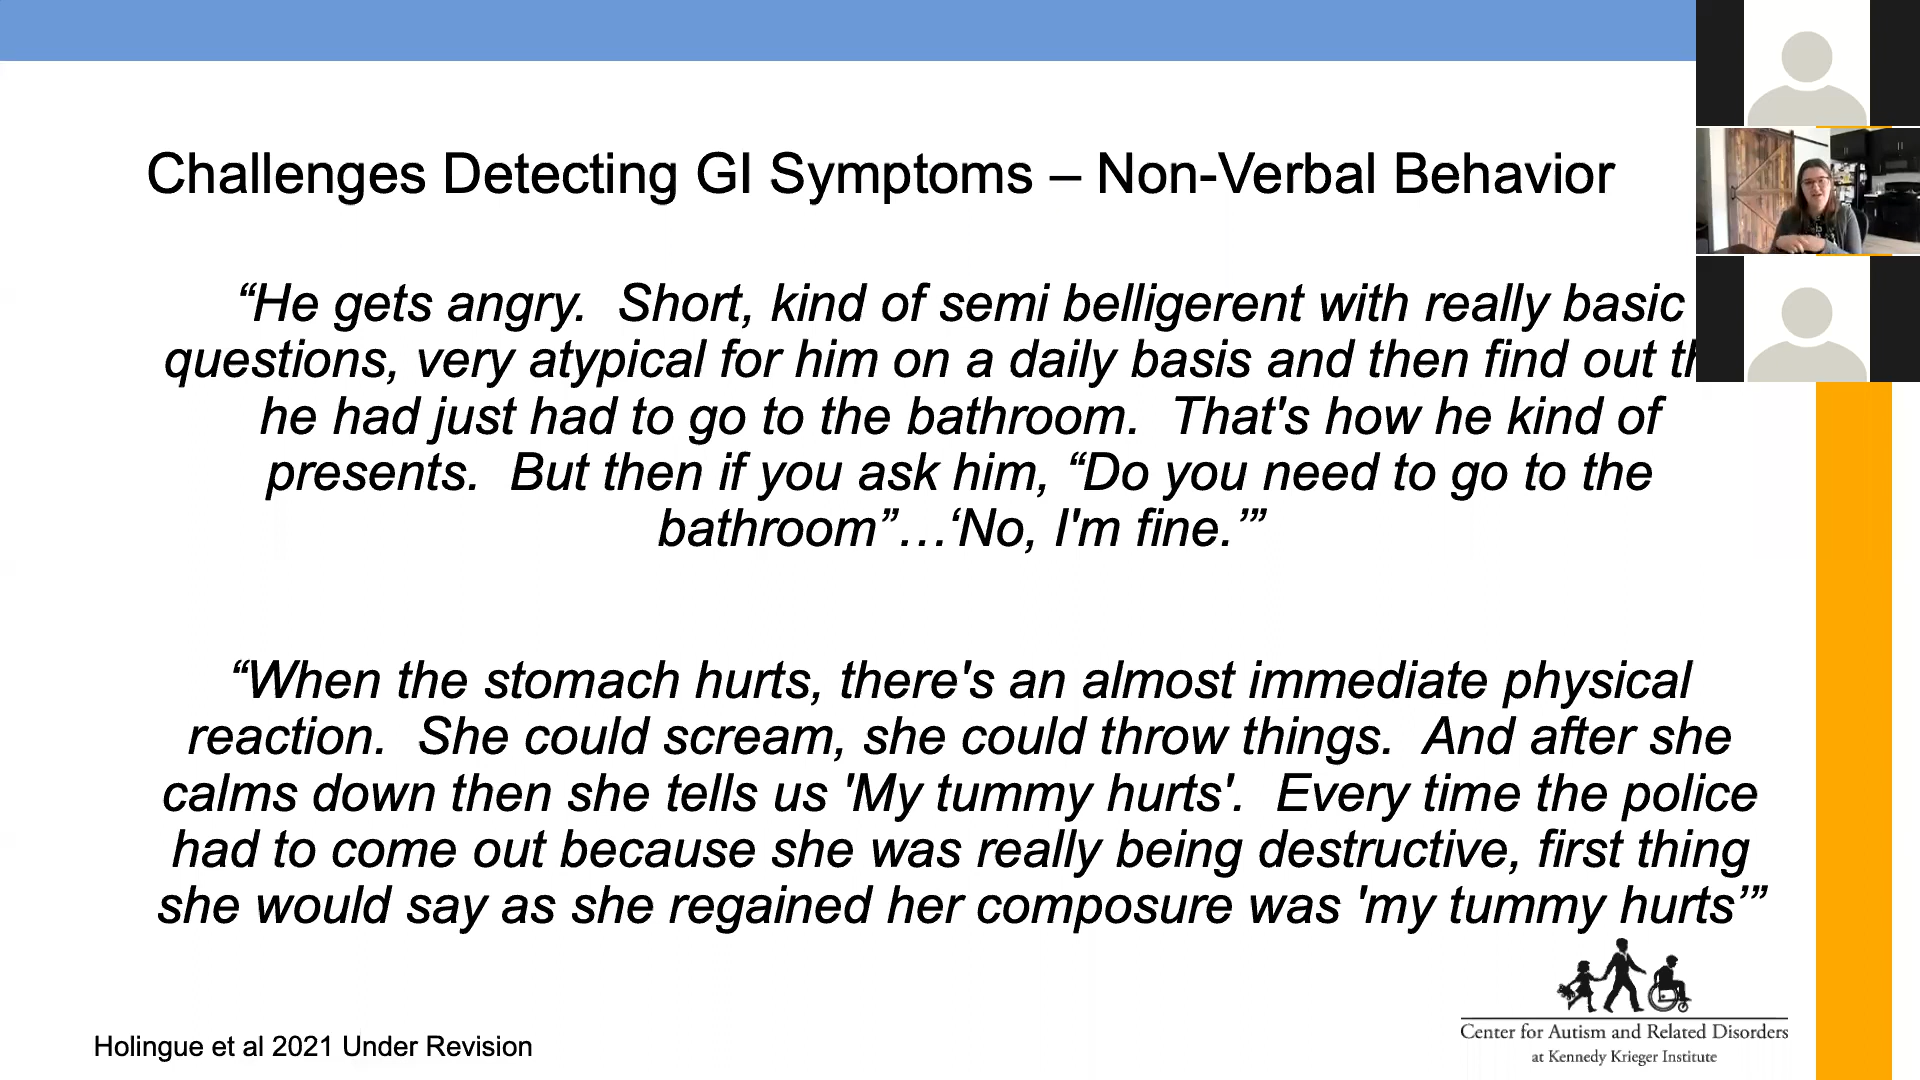 Challenges Detecting GI Symptoms – Non-Verbal Behavior
“He gets angry.  Short, kind of semi belligerent with really basic
questions, very atypical for him on a daily basis and then find out
he had just had to go to the bathroom.  That's how he kind of
presents.  But then if you ask him, “Do you need to go to the
bathroom”…‘No, I'm fine.’”
“When the stomach hurts, there's an almost immediate physical
reaction.  She could scream, she could throw things.  And after she
calms down then she tells us 'My tummy hurts'.  Every time the police
had to come out because she was really being destructive, first thing
she would say as she regained her composure was 'my tummy hurts’”
Center for Autism and Related Disorders
at Kennedy Krieger Institute
Holingue et al 2021 Under Revision